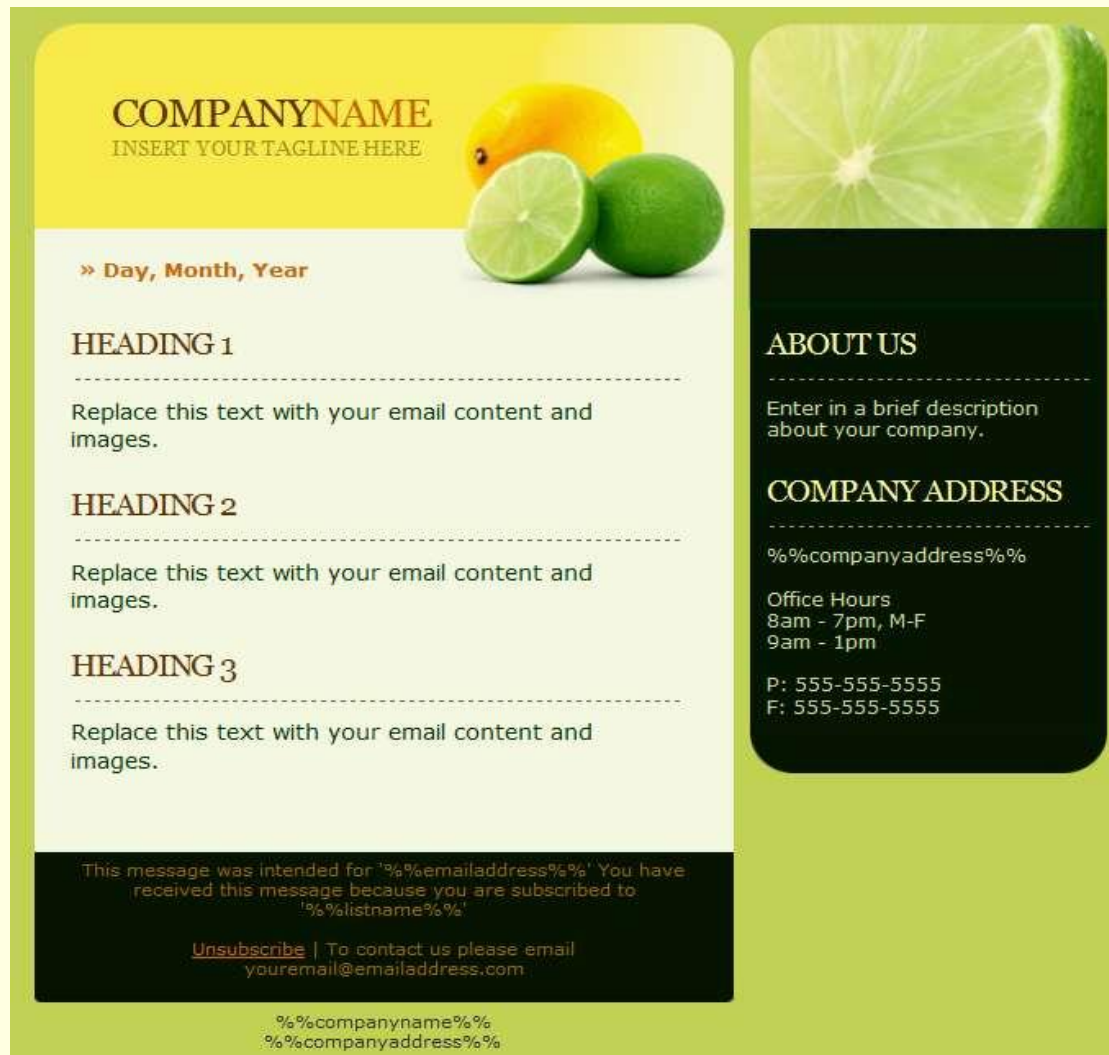 COMPANYNAME
INSERT YOUR TAGLINE HERE
» Day, Month, Year
HEADING 1
Replace this text with your email content and
images.
HEADING 2
Replace this text with your email content and
images.
HEADING 3
Replace this text with your email content and
images.
This message was intended for '%%emailaddress%%' You have
received this message because you are subscribed to
'%%listname%%'
Unsubscribe | To contact us please email
youremail@emailaddress.com
%%companyname%%
%%companyaddress%%
ABOUT US
Enter in a brief description
about your company.
COMPANY ADDRESS
%%companyaddress%%
Office Hours
8am - 7pm, M-F
9am - 1pm
P: 555-555-5555
F: 555-555-5555